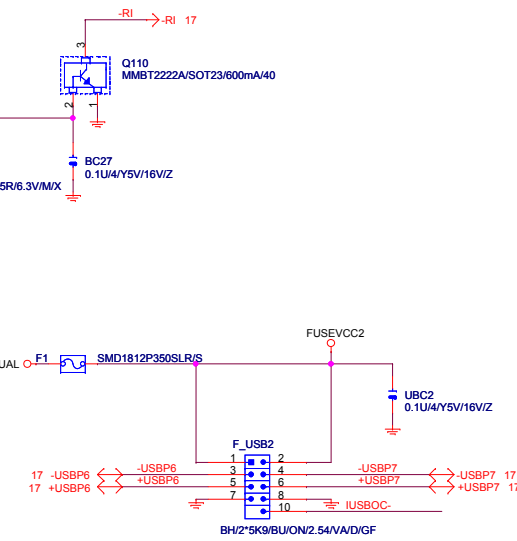 -RI
-RI 17
3
Q110
MMBT2222A/SOT23/600mA/40
2
1
BC27
0.1U/4/Y5V/16V/Z
5R/6.3V/M/X
FUSEVCC2
UAL
F1
SMD1812P350SLR/S
UBC2
0.1U/4/Y5V/16V/Z
F_USB2
1
2
17 -USBP6
-USBP6
3
4
-USBP7
-USBP7 17
17 +USBP6
+USBP6
5
6
+USBP7
+USBP7 17
7
8
10
IUSBOC-
BH/2*5K9/BU/ON/2.54/VA/D/GF